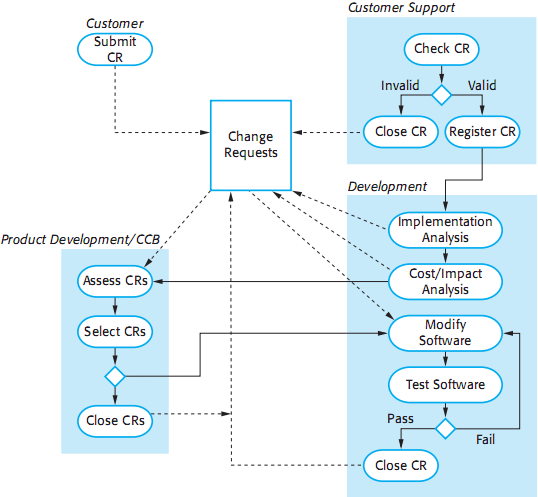 Customer
Submit
CR
Customer Support
Check CR
Invalid
Valid
Close CR
Register CR
Change
Requests
Development
Implementation
Analysis
Cost/Impact
Analysis
Product Development/CCB
Assess CRs
Select CRs
Close CRs
Modify
Software
Test Software
Pass
Fail
Close CR